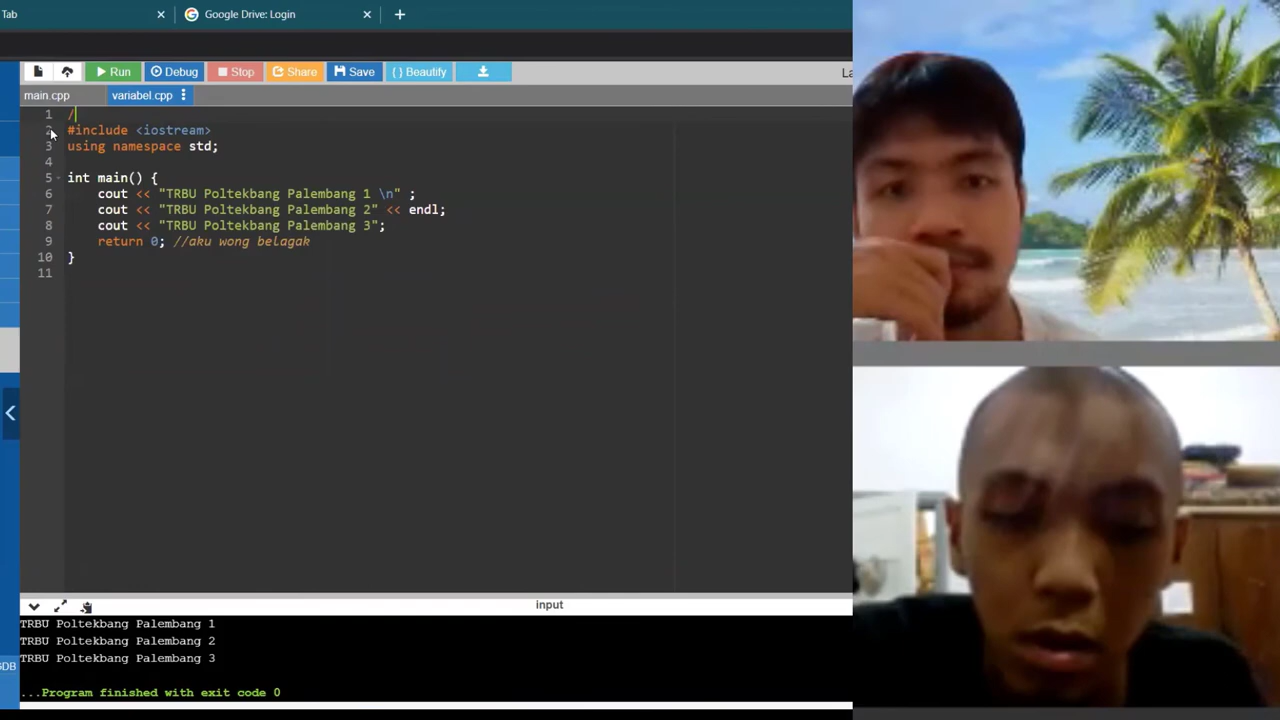 Tab
Google Drive: Login
Run Debug Stop Share Save { } Beautify
La
main.cpp variabel.cpp
1 /
2 #include <iostream>
3 using namespace std;
4
5 int main() {
6 cout << "TRBU Poltekbang Palembang 1 \n" ;
7 cout << "TRBU Poltekbang Palembang 2" << endl;
8 cout << "TRBU Poltekbang Palembang 3";
9 return 0; //aku wong belagak
10 }
11
input
TRBU Poltekbang Palembang 1
TRBU Poltekbang Palembang 2
TRBU Poltekbang Palembang 3
GDB
...Program finished with exit code 0